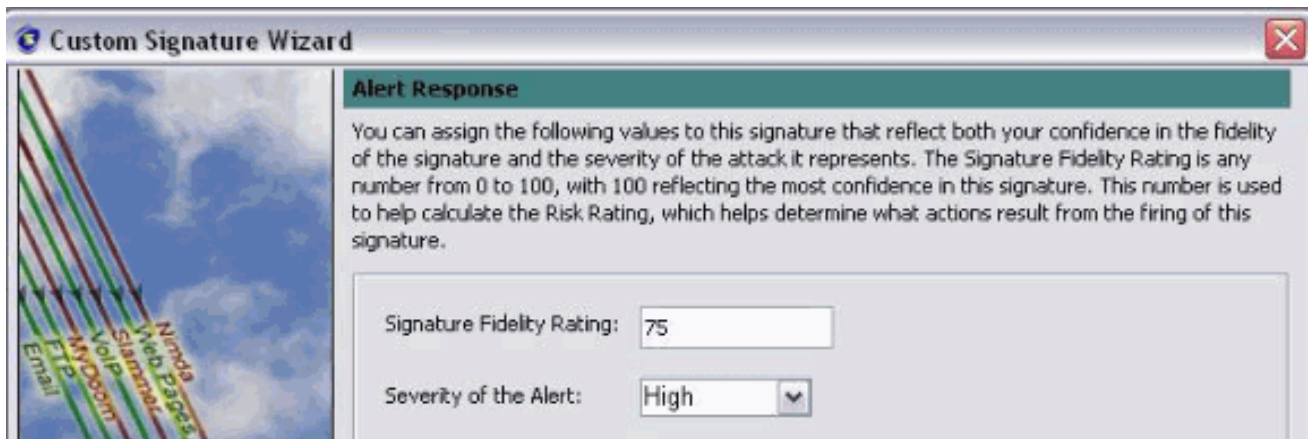 Custom Signature Wizard
Alert Response
You can assign the following values to this signature that reflect both your confidence in the fidelity
of the signature and the severity of the attack it represents. The Signature Fidelity Rating is any
number from 0 to 100, with 100 reflecting the most confidence in this signature. This number is used
to help calculate the Risk Rating, which helps determine what actions result from the firing of this
signature.
Signature Fidelity Rating: 75
Severity of the Alert: High
Nimda
Web Pages
Slammer
VoIP
MyDoom
FTP
Email